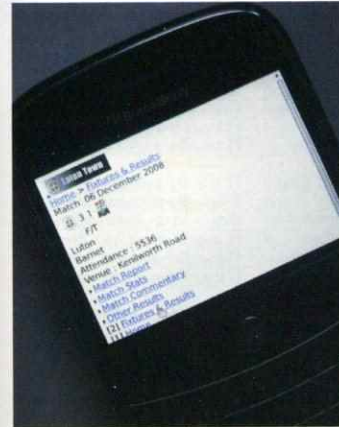 Luton Town
Home > Fixtures & Results
Match 06 December 2008
3 1
F/T
Luton
Barnet
Attendance : 5536
Venue : Kenilworth Road
• Match Report
• Match Stats
• Match Commentary
• Other Results
[2] Fixtures & Results
Home